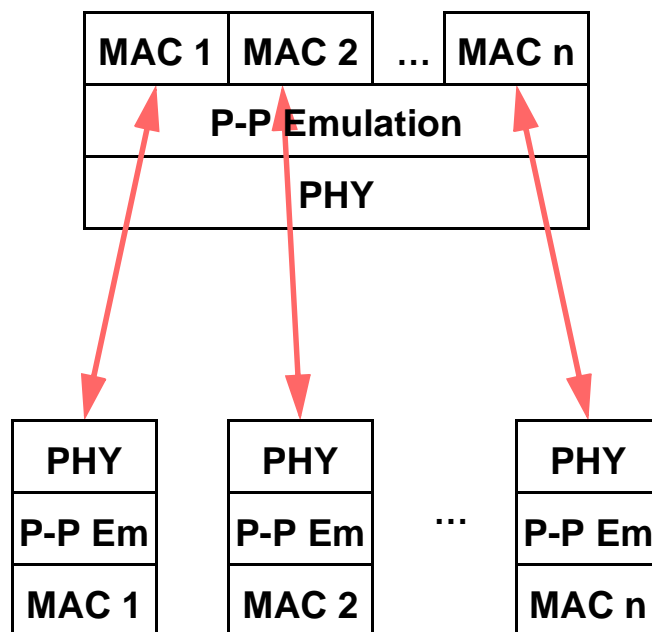 MAC 1 MAC 2 ... MAC n
P-P Emulation
PHY
PHY PHY PHY
P-P Em P-P Em ... P-P Em
MAC 1 MAC 2 MAC n